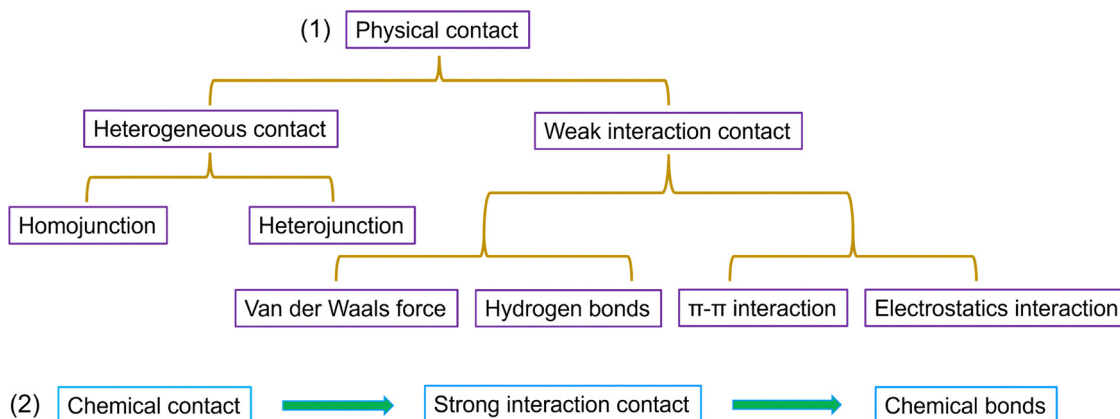 (1) Physical contact
Heterogeneous contact
Weak interaction contact
Homojunction
Heterojunction
Van der Waals force
Hydrogen bonds
π-π interaction
Electrostatics interaction
(2) Chemical contact
Strong interaction contact
Chemical bonds